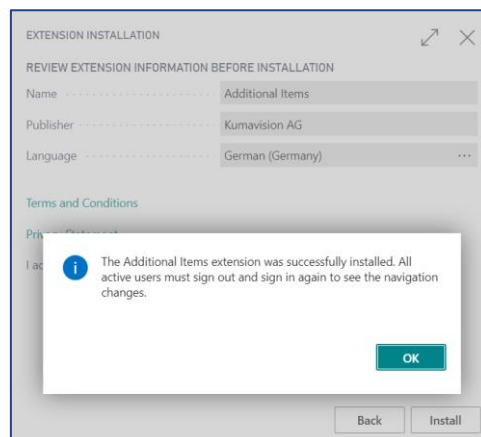 EXTENSION INSTALLATION
REVIEW EXTENSION INFORMATION BEFORE INSTALLATION
Name Additional Items
Publisher Kumavision AG
Language German (Germany) ...
Terms and Conditions
The Additional Items extension was successfully installed. All
active users must sign out and sign in again to see the navigation
changes.
OK
Back Install